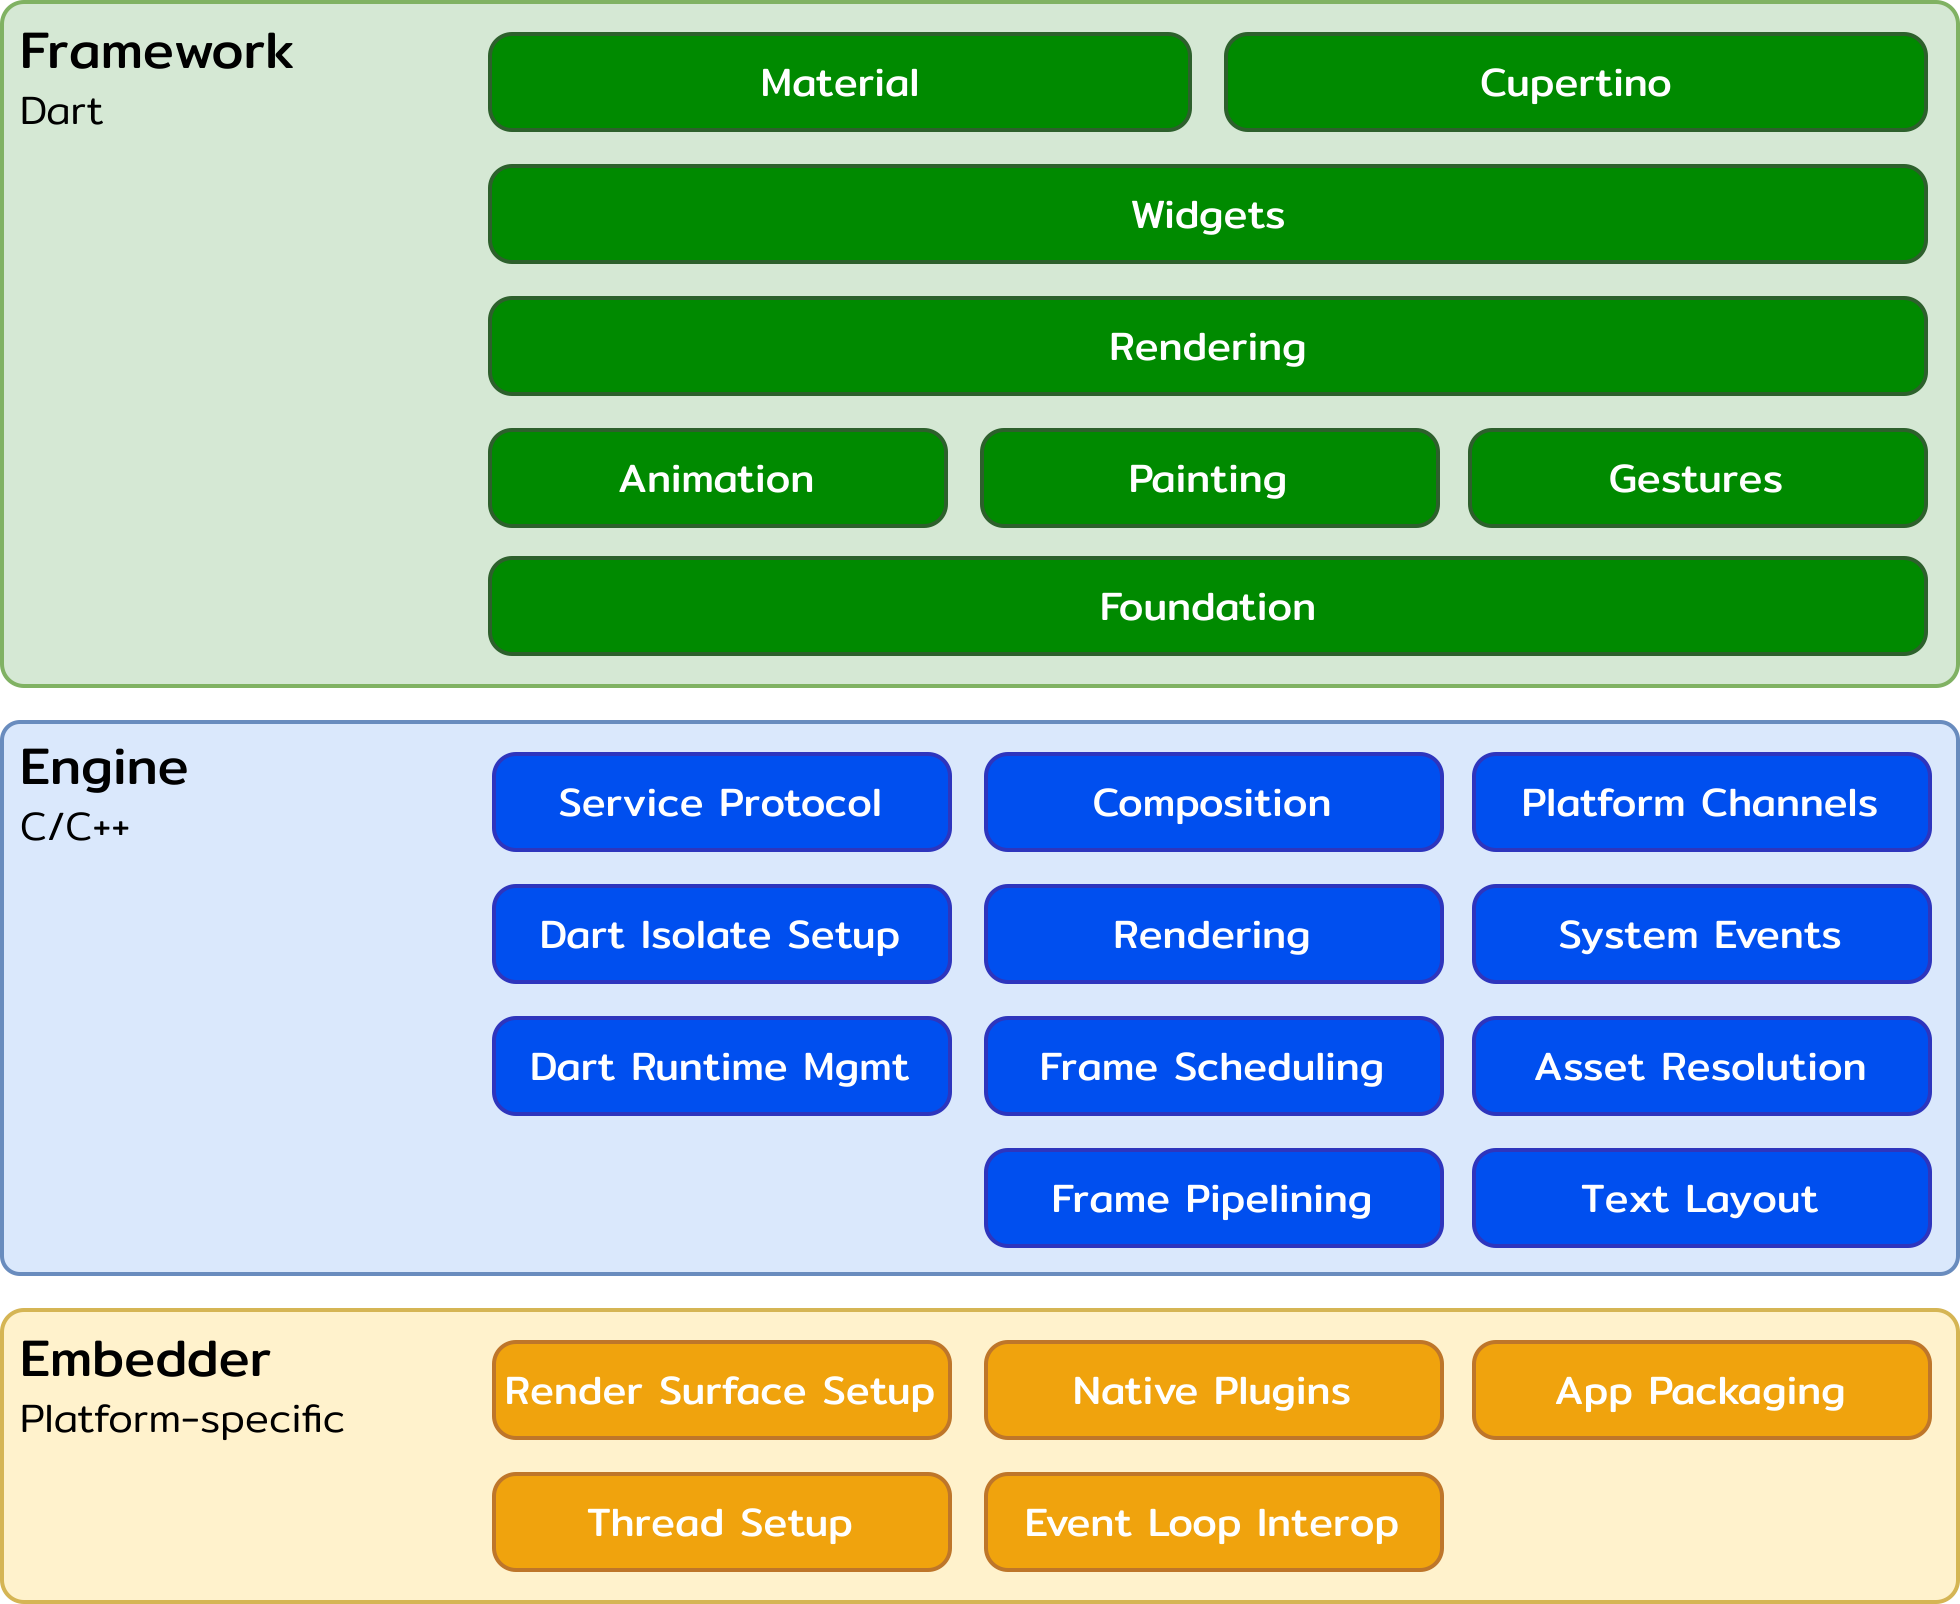 Framework
Dart
Material
Cupertino
Widgets
Rendering
Animation
Painting
Gestures
Foundation
Engine
C/C++
Service Protocol
Composition
Platform Channels
Dart Isolate Setup
Rendering
System Events
Dart Runtime Mgmt
Frame Scheduling
Asset Resolution
Frame Pipelining
Text Layout
Embedder
Platform-specific
Render Surface Setup
Native Plugins
App Packaging
Thread Setup
Event Loop Interop